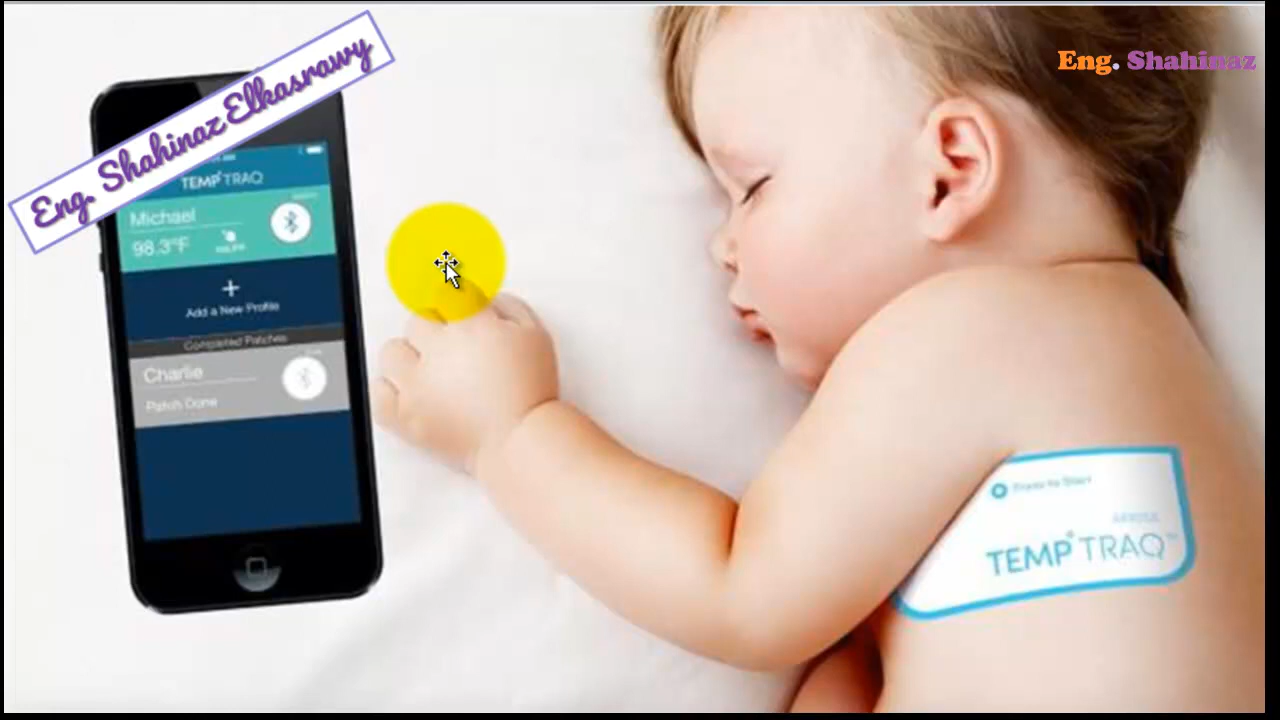 Eng. Shahinaz Elkasrawy
Eng. Shahinaz
TEMP°TRAQ
Michael
98.3°F
+
Add a New Profile
Completed Patches
Charlie
Patch Done
Press to Start
TEMP°TRAQ™